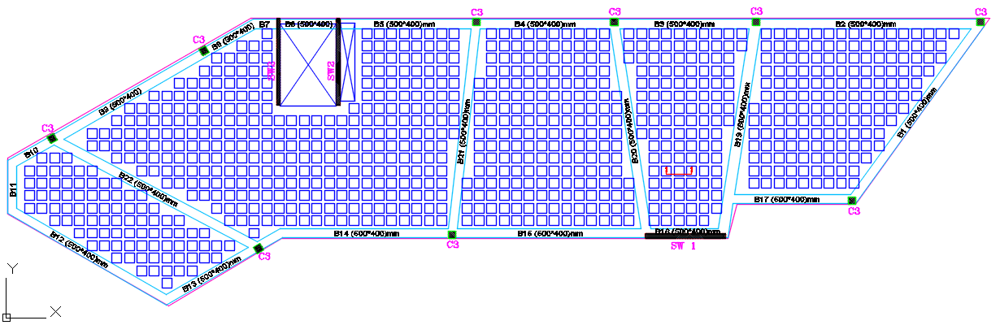 C3
C3
C3
C3
B7
B6 (500*400)
B5 (500*400)mm
B4 (500*400)mm
B3 (500*400)mm
B2 (500*400)mm
C3
B8 (500*400)
SW3
SW2
B9 (500*400)
B1 (500*400)mm
C3
B10
B21 (500*400)mm
B20 (500*400)mm
B19 (600*400)mm
B11
B22 (500*400)mm
1 1
B17 (500*400)mm
C3
B12 (500*400)mm
B14 (500*400)mm
B15 (500*400)mm
B16 (500*400)mm
C3
C3
SW 1
B13 (500*400)mm
Y
X